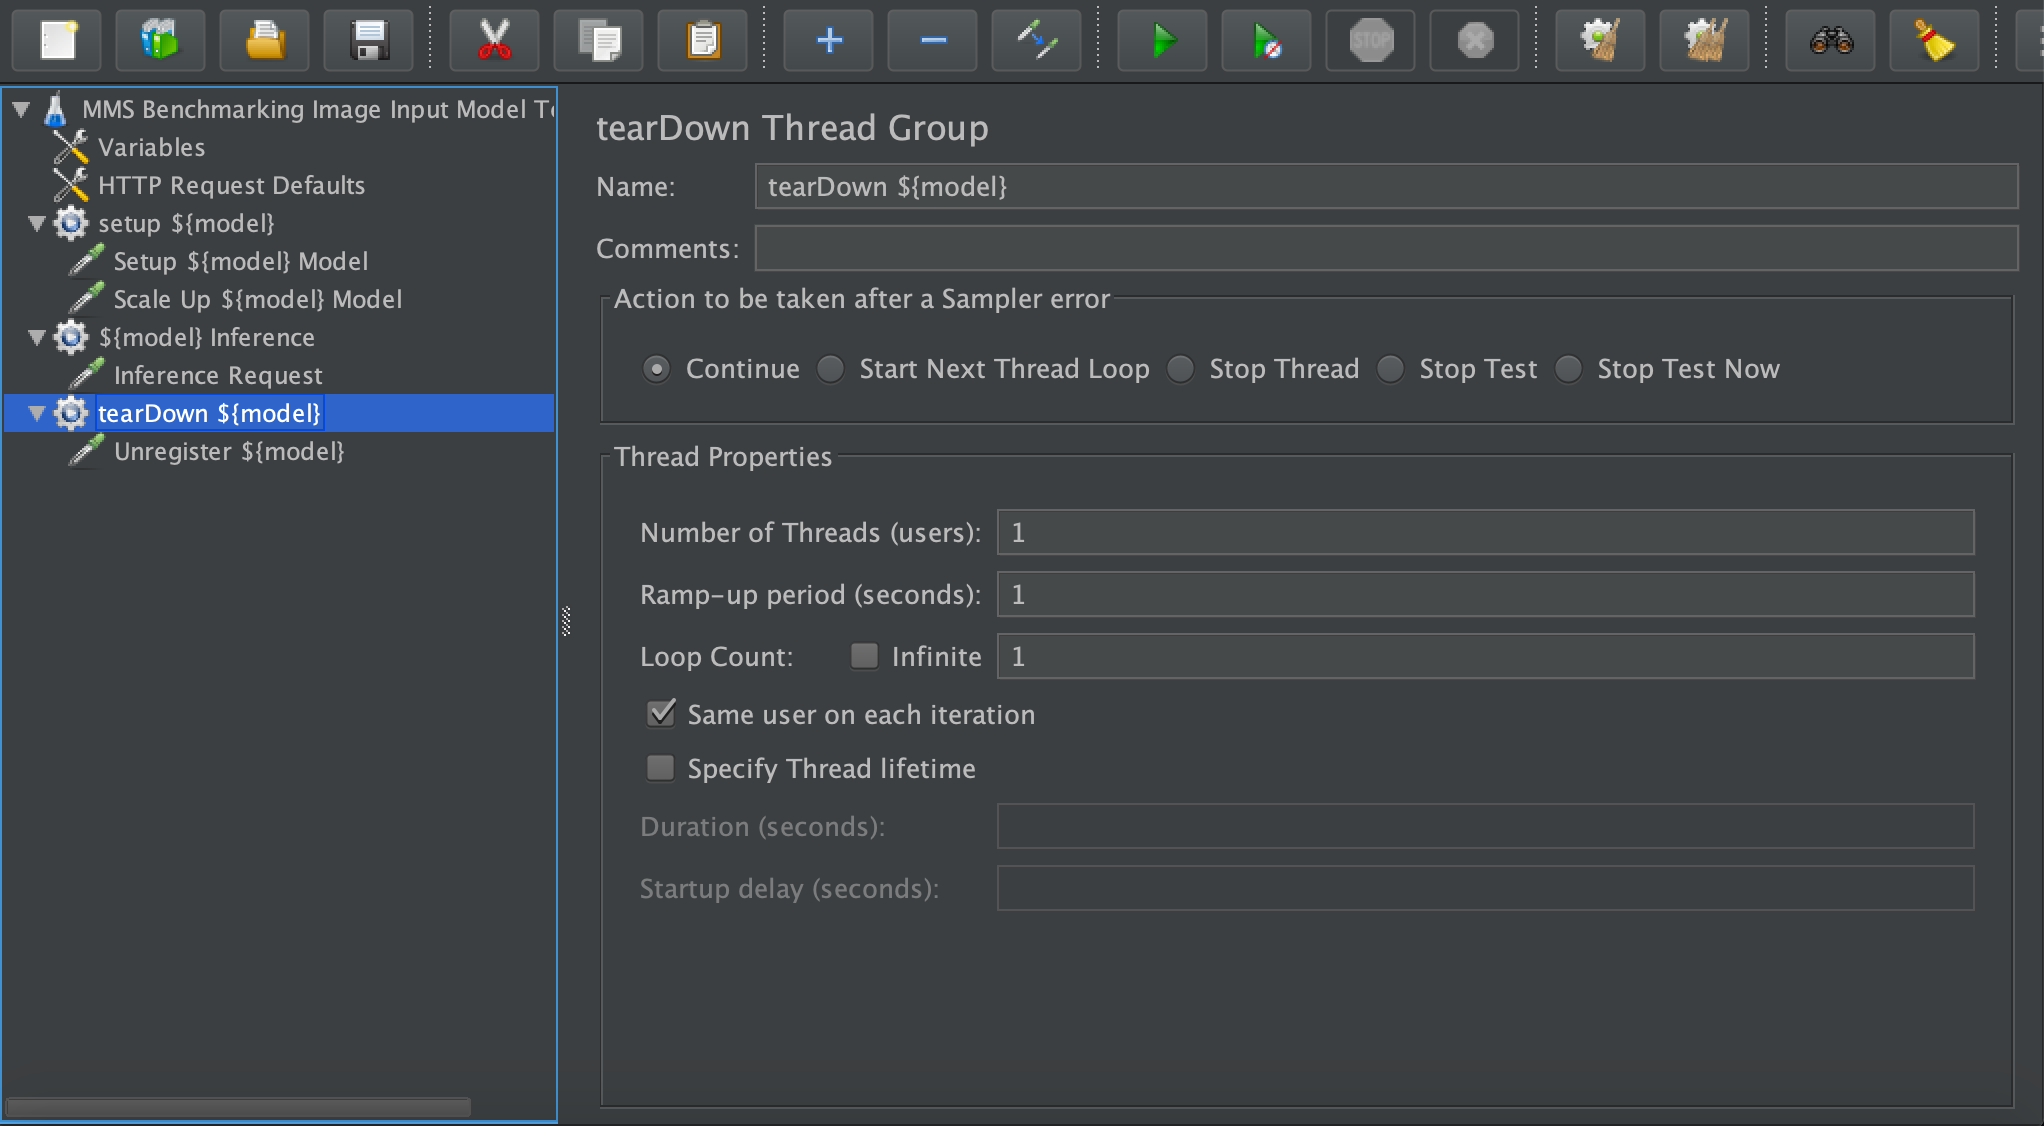 STOP
MMS Benchmarking Image Input Model Te
Variables
HTTP Request Defaults
setup ${model}
Setup ${model} Model
Scale Up ${model} Model
${model} Inference
Inference Request
tearDown ${model}
Unregister ${model}
tearDown Thread Group
Name: tearDown ${model}
Comments:
Action to be taken after a Sampler error
Continue Start Next Thread Loop Stop Thread Stop Test Stop Test Now
Thread Properties
Number of Threads (users): 1
Ramp-up period (seconds): 1
Loop Count: Infinite 1
Same user on each iteration
Specify Thread lifetime
Duration (seconds):
Startup delay (seconds):